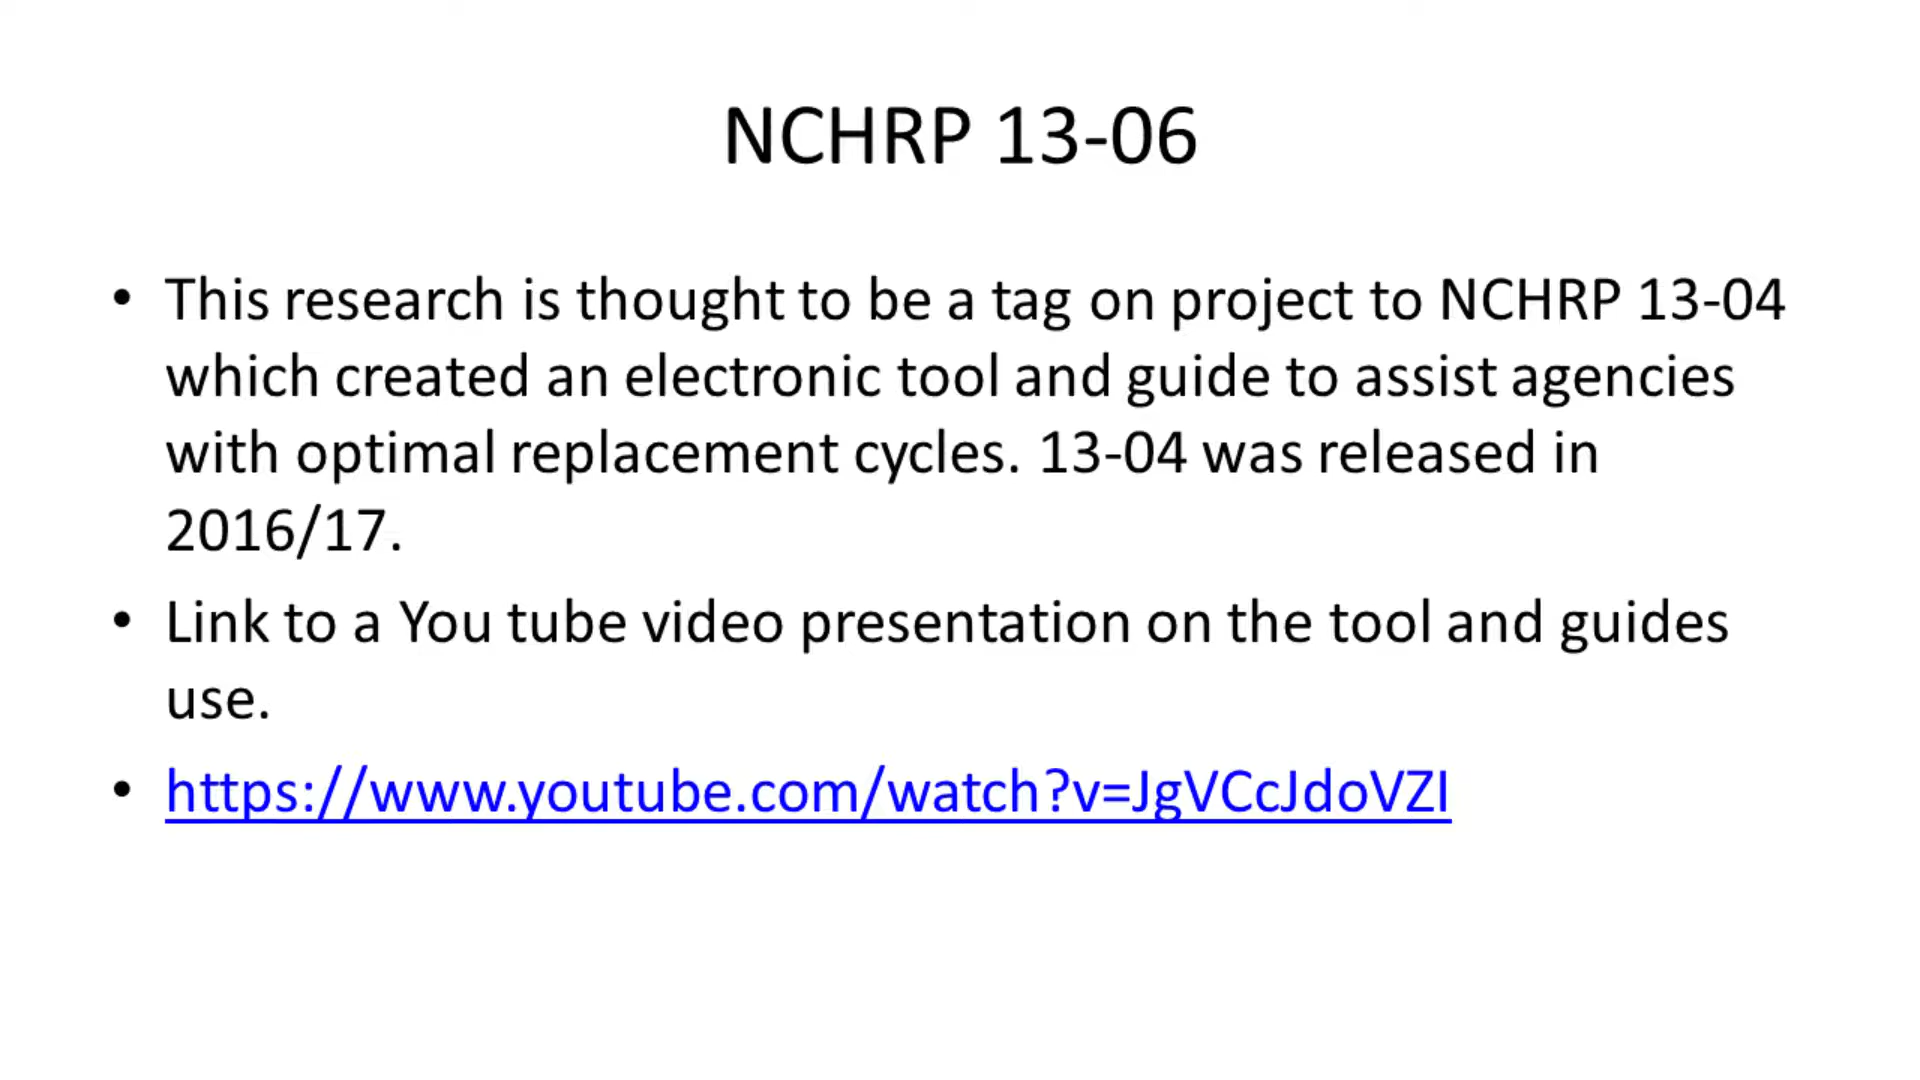 NCHRP 13-06
• This research is thought to be a tag on project to NCHRP 13-04
which created an electronic tool and guide to assist agencies
with optimal replacement cycles. 13-04 was released in
2016/17.
• Link to a You tube video presentation on the tool and guides
use.
• https://www.youtube.com/watch?v=JgVCcJdoVZI